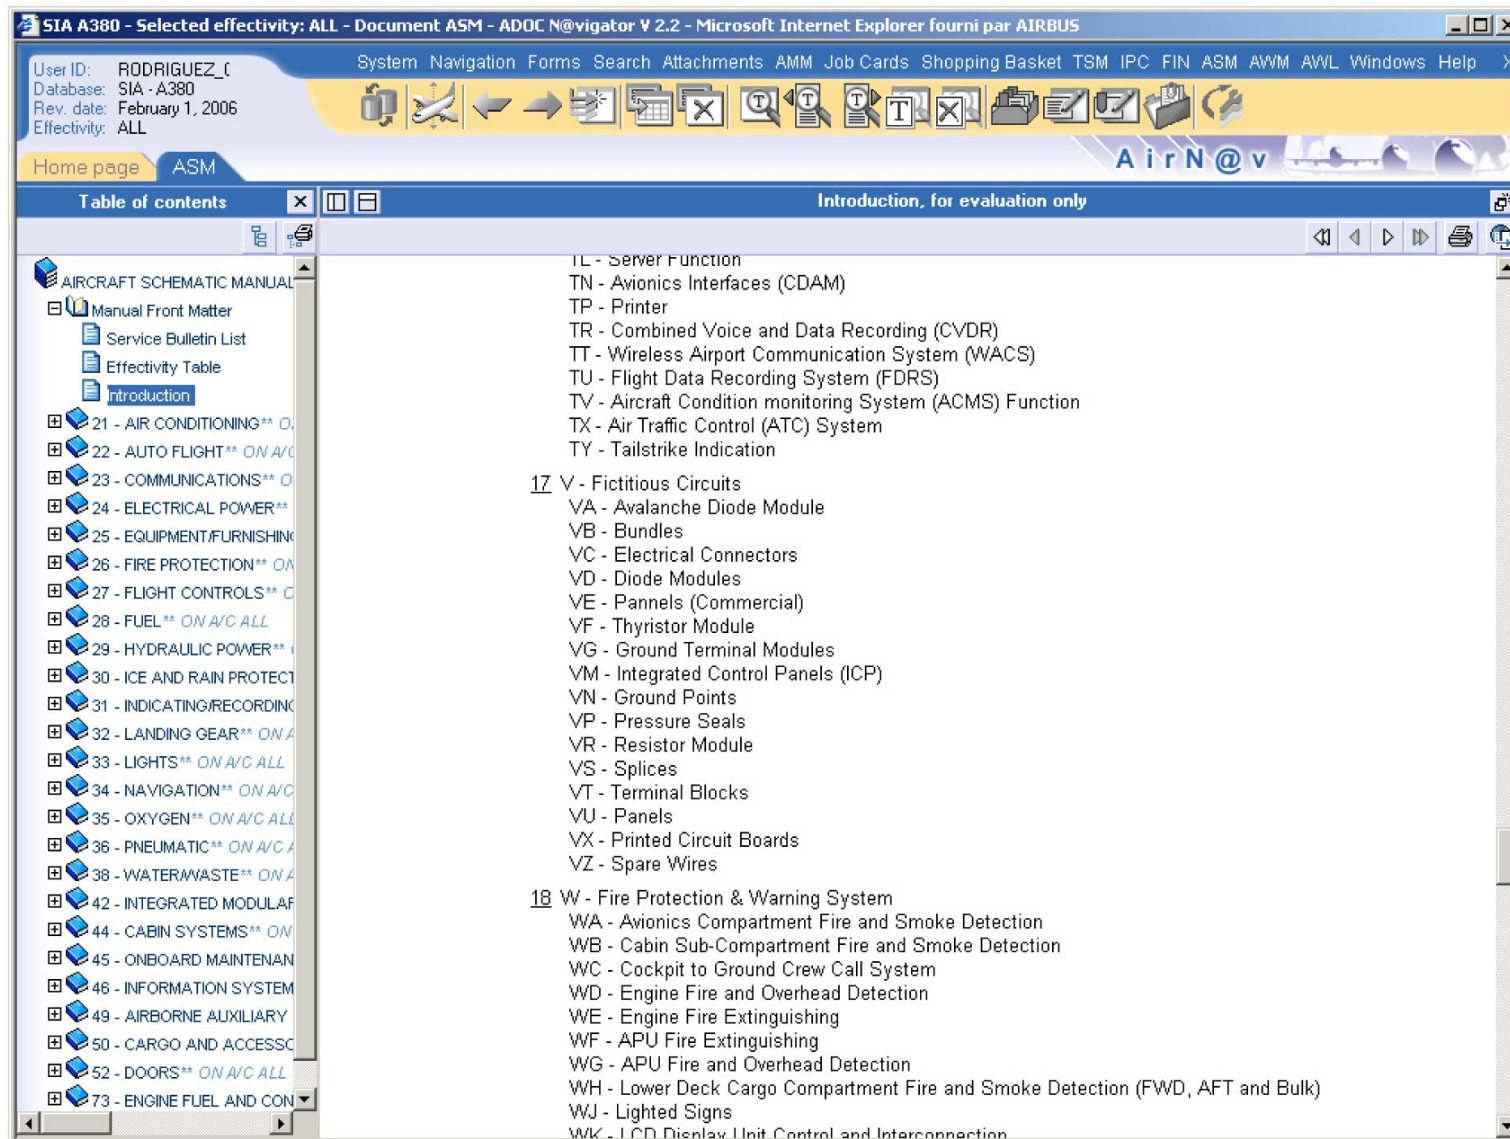 SIA A380 - Selected effectivity: ALL - Document ASM - ADOC N@vigator V 2.2 - Microsoft Internet Explorer fourni par AIRBUS
User ID: RODRIGUEZ_(
Database: SIA - A380
Rev. date: February 1, 2006
Effectivity: ALL
System Navigation Forms Search Attachments AMM Job Cards Shopping Basket TSM IPC FIN ASM AWM AWL Windows Help
AirN@v
Home page ASM
Table of contents
Introduction, for evaluation only
AIRCRAFT SCHEMATIC MANUAL
Manual Front Matter
Service Bulletin List
Effectivity Table
Introduction
21 - AIR CONDITIONING** O
22 - AUTO FLIGHT** ON A/C
23 - COMMUNICATIONS** O
24 - ELECTRICAL POWER**
25 - EQUIPMENT/FURNISHIN
26 - FIRE PROTECTION** ON
27 - FLIGHT CONTROLS** O
28 - FUEL** ON A/C ALL
29 - HYDRAULIC POWER**
30 - ICE AND RAIN PROTECT
31 - INDICATING/RECORDIN
32 - LANDING GEAR** ON A
33 - LIGHTS** ON A/C ALL
34 - NAVIGATION** ON A/C
35 - OXYGEN** ON A/C ALL
36 - PNEUMATIC** ON A/C A
38 - WATER/WASTE** ON A
42 - INTEGRATED MODULAR
44 - CABIN SYSTEMS** ON
45 - ONBOARD MAINTENAN
46 - INFORMATION SYSTEM
49 - AIRBORNE AUXILIARY
50 - CARGO AND ACCESSO
52 - DOORS** ON A/C ALL
73 - ENGINE FUEL AND CON
TL - Server Function
TN - Avionics Interfaces (CDAM)
TP - Printer
TR - Combined Voice and Data Recording (CVDR)
TT - Wireless Airport Communication System (WACS)
TU - Flight Data Recording System (FDRS)
TV - Aircraft Condition monitoring System (ACMS) Function
TX - Air Traffic Control (ATC) System
TY - Tailstrike Indication
17 V - Fictitious Circuits
VA - Avalanche Diode Module
VB - Bundles
VC - Electrical Connectors
VD - Diode Modules
VE - Pannels (Commercial)
VF - Thyristor Module
VG - Ground Terminal Modules
VM - Integrated Control Panels (ICP)
VN - Ground Points
VP - Pressure Seals
VR - Resistor Module
VS - Splices
VT - Terminal Blocks
VU - Panels
VX - Printed Circuit Boards
VZ - Spare Wires
18 W - Fire Protection & Warning System
WA - Avionics Compartment Fire and Smoke Detection
WB - Cabin Sub-Compartment Fire and Smoke Detection
WC - Cockpit to Ground Crew Call System
WD - Engine Fire and Overhead Detection
WE - Engine Fire Extinguishing
WF - APU Fire Extinguishing
WG - APU Fire and Overhead Detection
WH - Lower Deck Cargo Compartment Fire and Smoke Detection (FWD, AFT and Bulk)
WJ - Lighted Signs
WK - LCD Display Unit Control and Interconnection